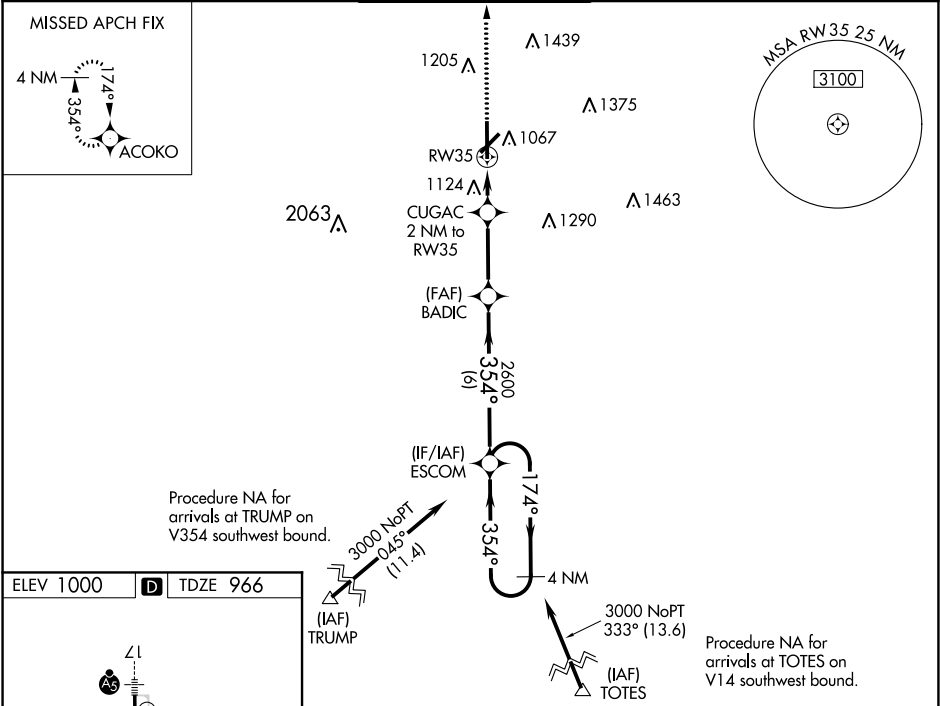 MISSED APCH FIX
4 NM
174°
354°
ACOKO
1439
1205
1375
1067
RW35
1124
CUGAC
2 NM to
RW35
1290
1463
2063
MSA RW35 25 NM
3100
(FAF)
BADIC
2600
354°
(6)
(IF/IAF)
ESCOM
174°
354°
4 NM
Procedure NA for
arrivals at TRUMP on
V354 southwest bound.
3000 NoPT
045°
(11.4)
(IAF)
TRUMP
3000 NoPT
333° (13.6)
(IAF)
TOTES
Procedure NA for
arrivals at TOTES on
V14 southwest bound.
ELEV 1000
D
TDZE 966
17
A5